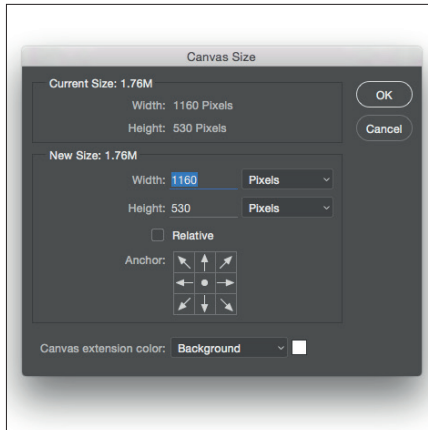 Canvas Size
Current Size: 1.76M
Width: 1160 Pixels
Height: 530 Pixels
OK
Cancel
New Size: 1.76M
Width: 1160 Pixels
Height: 530 Pixels
Relative
Anchor:
Canvas extension color: Background